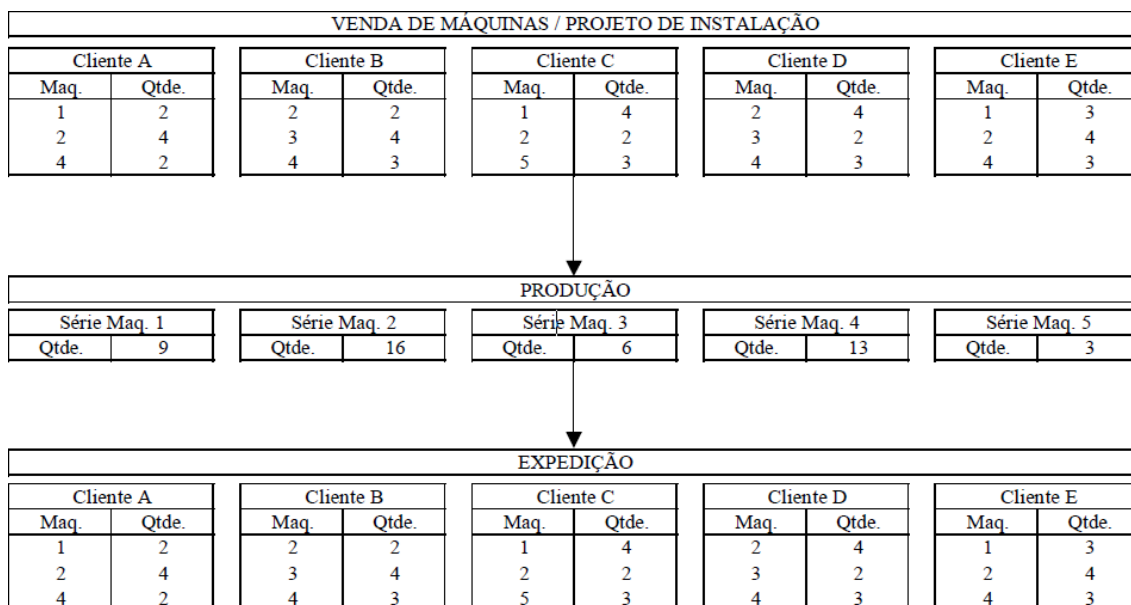 VENDA DE MÁQUINAS / PROJETO DE INSTALAÇÃO
Cliente A Cliente B Cliente C Cliente D Cliente E
Maq. Qtde. Maq. Qtde. Maq. Qtde. Maq. Qtde. Maq. Qtde.
1 2 2 2 1 4 2 4 1 3
2 4 3 4 2 2 3 2 2 4
4 2 4 3 5 3 4 3 4 3
PRODUÇÃO
Série Maq. 1 Série Maq. 2 Série Maq. 3 Série Maq. 4 Série Maq. 5
Qtde. 9 Qtde. 16 Qtde. 6 Qtde. 13 Qtde. 3
EXPEDIÇÃO
Cliente A Cliente B Cliente C Cliente D Cliente E
Maq. Qtde. Maq. Qtde. Maq. Qtde. Maq. Qtde. Maq. Qtde.
1 2 2 2 1 4 2 4 1 3
2 4 3 4 2 2 3 2 2 4
4 2 4 3 5 3 4 3 4 3